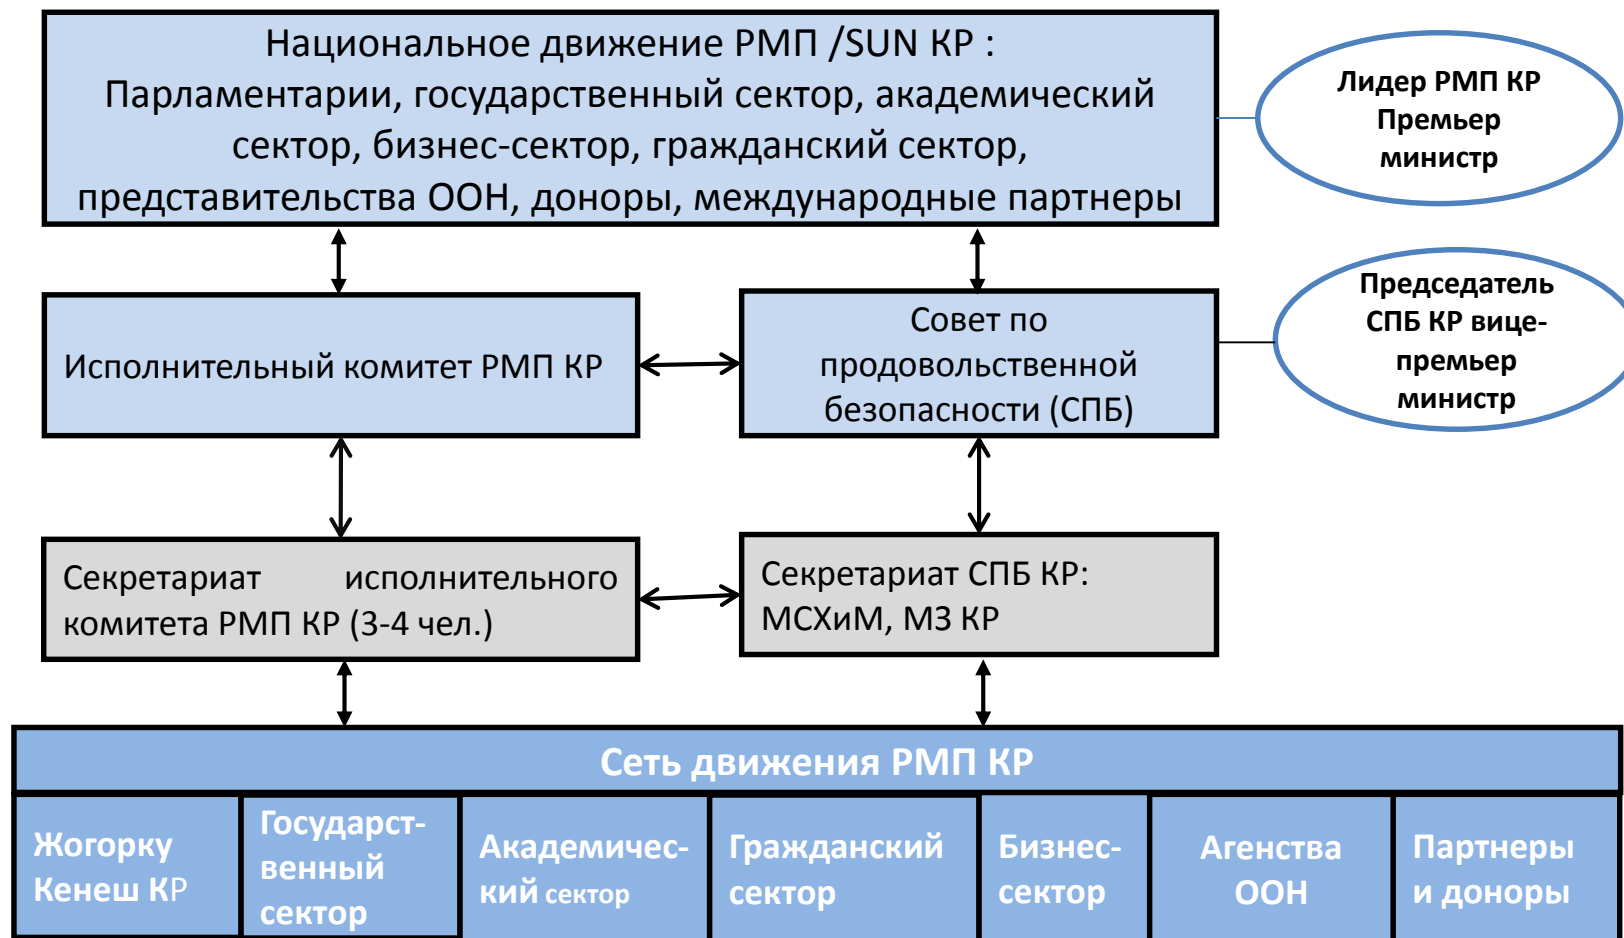 Национальное движение РМП /SUN КР :
Парламентарии, государственный сектор, академический
сектор, бизнес-сектор, гражданский сектор,
представительства ООН, доноры, международные партнеры
Лидер РМП КР
Премьер
министр
Исполнительный комитет РМП КР
Совет по
продовольственной
безопасности (СПБ)
Председатель
СПБ КР вице-
премьер
министр
Секретариат исполнительного
комитета РМП КР (3-4 чел.)
Секретариат СПБ КР:
МСХиМ, МЗ КР
Сеть движения РМП КР
Жогорку
Кенеш КР
Государст-
венный
сектор
Академичес-
кий сектор
Гражданский
сектор
Бизнес-
сектор
Агенства
ООН
Партнеры
и доноры